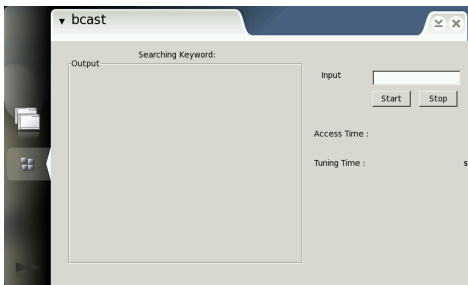 bcast
Searching Keyword:
Output
Input
Start Stop
Access Time :
Tuning Time : s